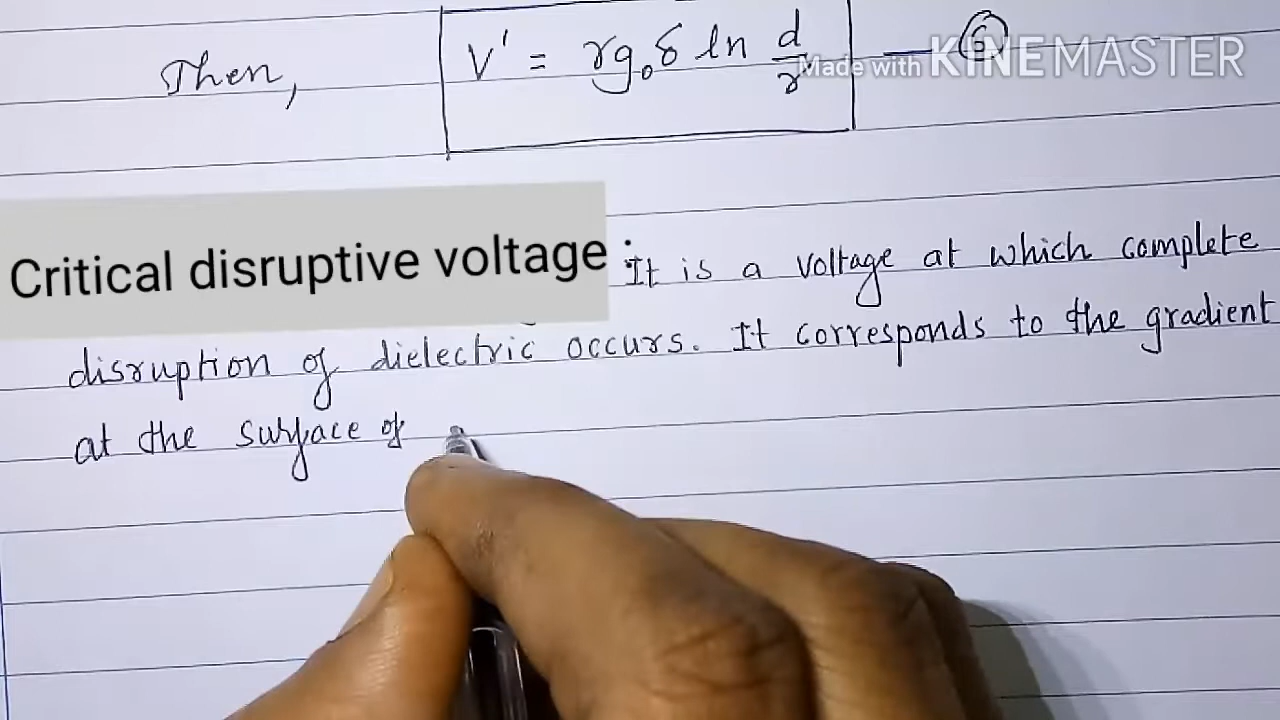 Then, V' = rg₀δ ln d/r — ⑥
Made with KINEMASTER
Critical disruptive voltage : It is a voltage at which complete
disruption of dielectric occurs. It corresponds to the gradient
at the surface of